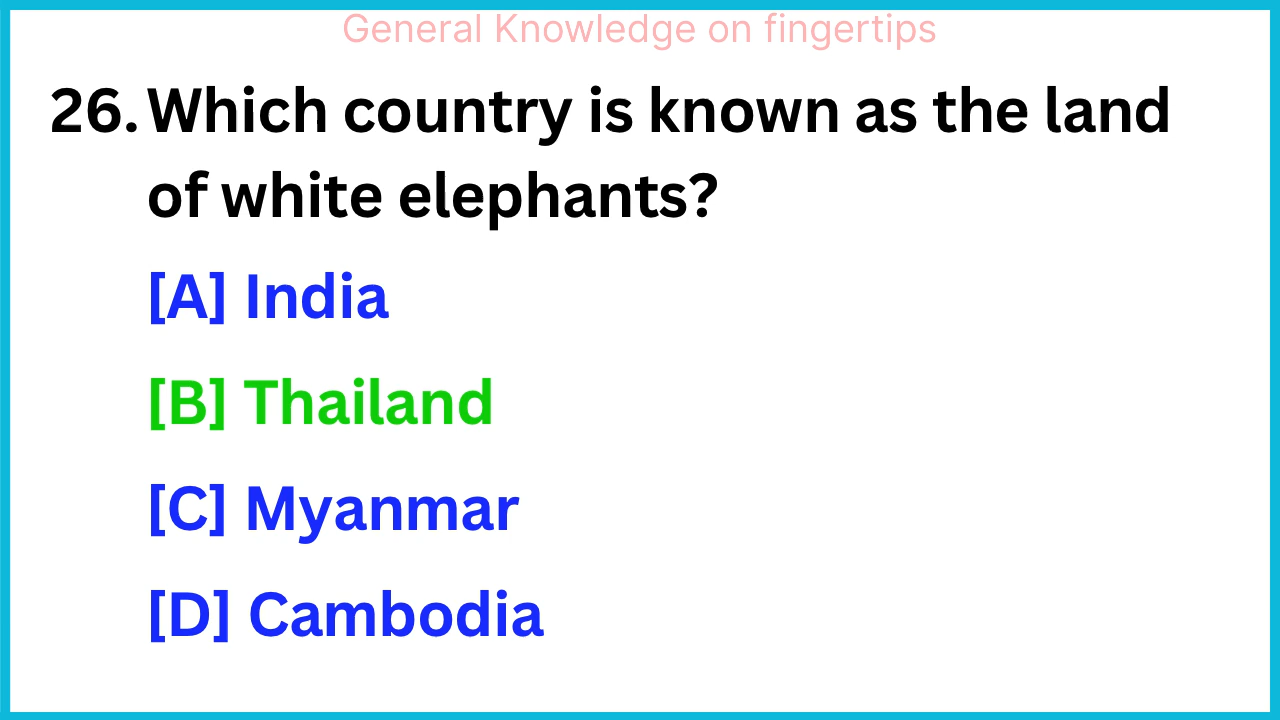 General Knowledge on fingertips
26. Which country is known as the land
of white elephants?
[A] India
[B] Thailand
[C] Myanmar
[D] Cambodia